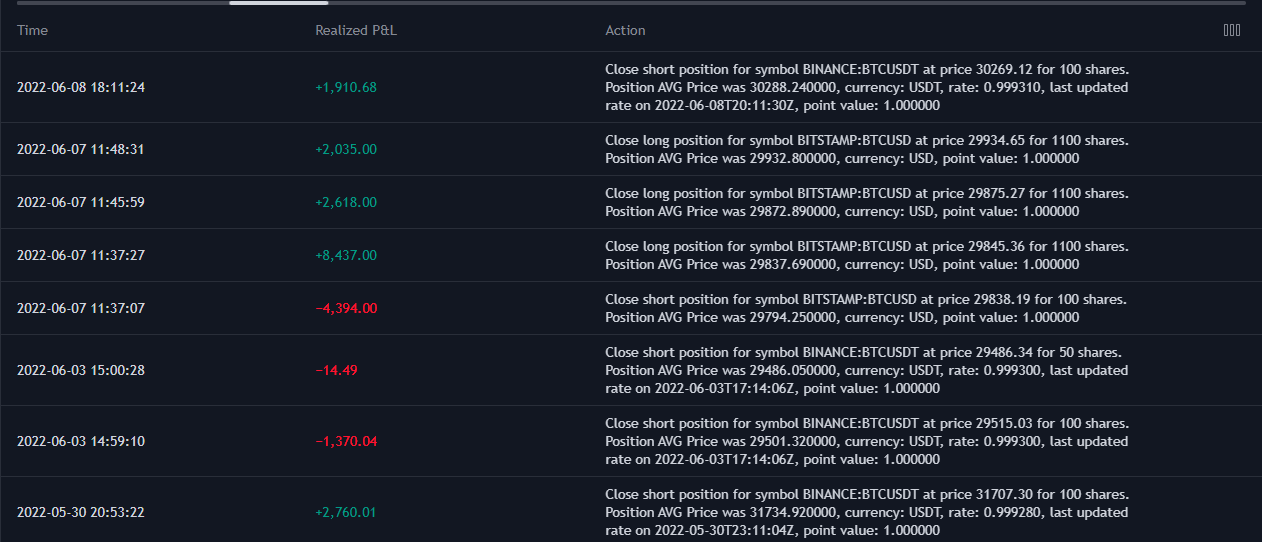 Time Realized P&L Action
2022-06-08 18:11:24 +1,910.68 Close short position for symbol BINANCE:BTCUSDT at price 30269.12 for 100 shares.
Position AVG Price was 30288.240000, currency: USDT, rate: 0.999310, last updated
rate on 2022-06-08T20:11:30Z, point value: 1.000000
2022-06-07 11:48:31 +2,035.00 Close long position for symbol BITSTAMP:BTCUSD at price 29934.65 for 1100 shares.
Position AVG Price was 29932.800000, currency: USD, point value: 1.000000
2022-06-07 11:45:59 +2,618.00 Close long position for symbol BITSTAMP:BTCUSD at price 29875.27 for 1100 shares.
Position AVG Price was 29872.890000, currency: USD, point value: 1.000000
2022-06-07 11:37:27 +8,437.00 Close long position for symbol BITSTAMP:BTCUSD at price 29845.36 for 1100 shares.
Position AVG Price was 29837.690000, currency: USD, point value: 1.000000
2022-06-07 11:37:07 −4,394.00 Close short position for symbol BITSTAMP:BTCUSD at price 29838.19 for 100 shares.
Position AVG Price was 29794.250000, currency: USD, point value: 1.000000
2022-06-03 15:00:28 −14.49 Close short position for symbol BINANCE:BTCUSDT at price 29486.34 for 50 shares.
Position AVG Price was 29486.050000, currency: USDT, rate: 0.999300, last updated
rate on 2022-06-03T17:14:06Z, point value: 1.000000
2022-06-03 14:59:10 −1,370.04 Close short position for symbol BINANCE:BTCUSDT at price 29515.03 for 100 shares.
Position AVG Price was 29501.320000, currency: USDT, rate: 0.999300, last updated
rate on 2022-06-03T17:14:06Z, point value: 1.000000
2022-05-30 20:53:22 +2,760.01 Close short position for symbol BINANCE:BTCUSDT at price 31707.30 for 100 shares.
Position AVG Price was 31734.920000, currency: USDT, rate: 0.999280, last updated
rate on 2022-05-30T23:11:04Z, point value: 1.000000